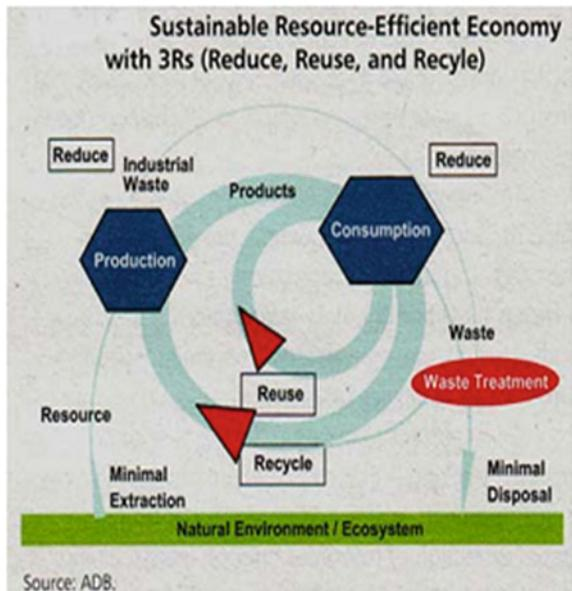 Sustainable Resource-Efficient Economy
with 3Rs (Reduce, Reuse, and Recyle)
Reduce
Industrial
Waste
Products
Reduce
Production
Consumption
Waste
Waste Treatment
Reuse
Resource
Recycle
Minimal
Extraction
Minimal
Disposal
Natural Environment / Ecosystem
Source: ADB.